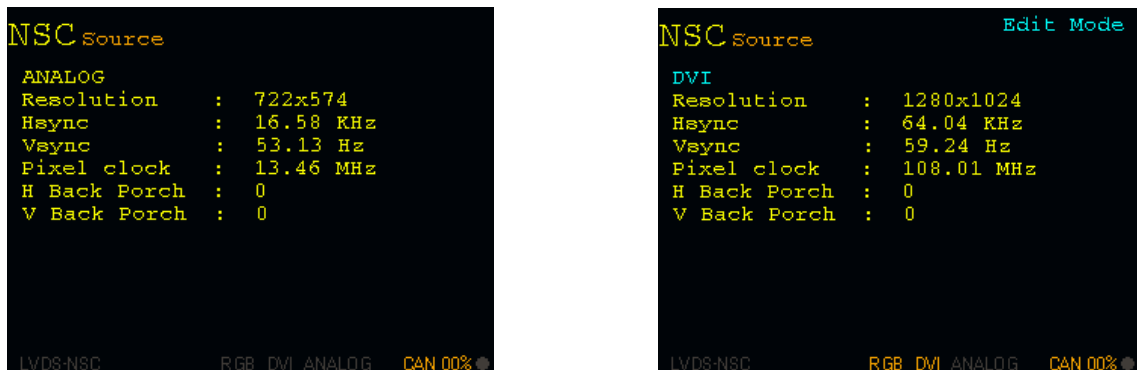 NSC Source
ANALOG
Resolution : 722x574
Hsync : 16.58 KHz
Vsync : 53.13 Hz
Pixel clock : 13.46 MHz
H Back Porch : 0
V Back Porch : 0
LVDS-NSC RGB DVI ANALOG CAN 00%
NSC Source Edit Mode
DVI
Resolution : 1280x1024
Hsync : 64.04 KHz
Vsync : 59.24 Hz
Pixel clock : 108.01 MHz
H Back Porch : 0
V Back Porch : 0
LVDS-NSC RGB DVI ANALOG CAN 00%